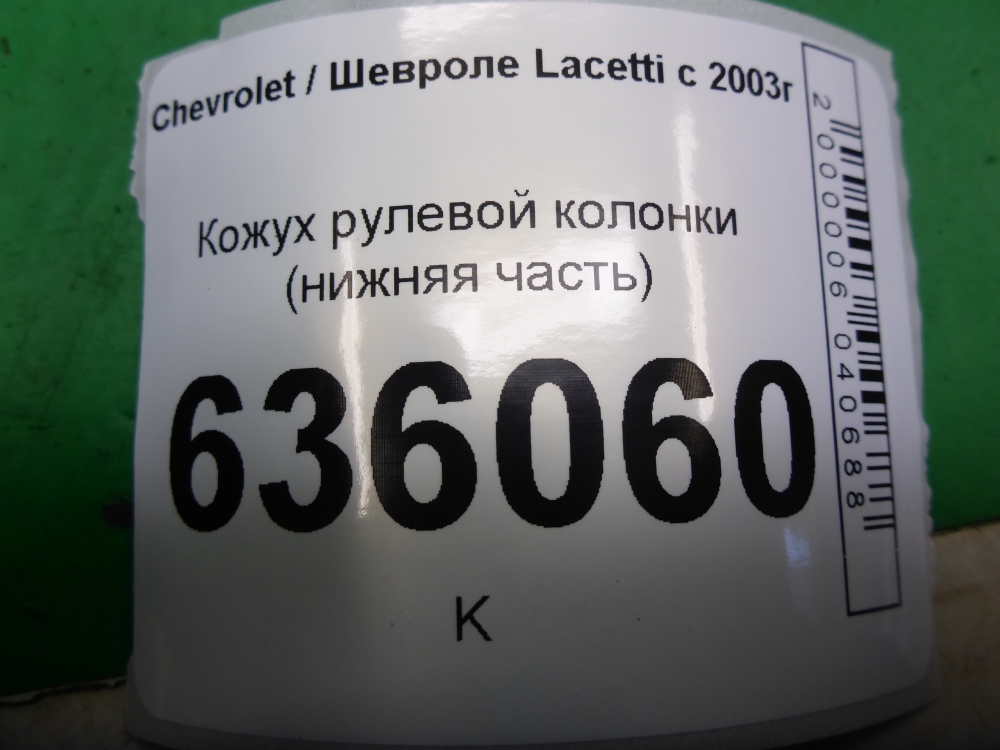 Chevrolet / Шевроле Lacetti с 2003г
Кожух рулевой колонки
(нижняя часть)
636060
К
2000006040688